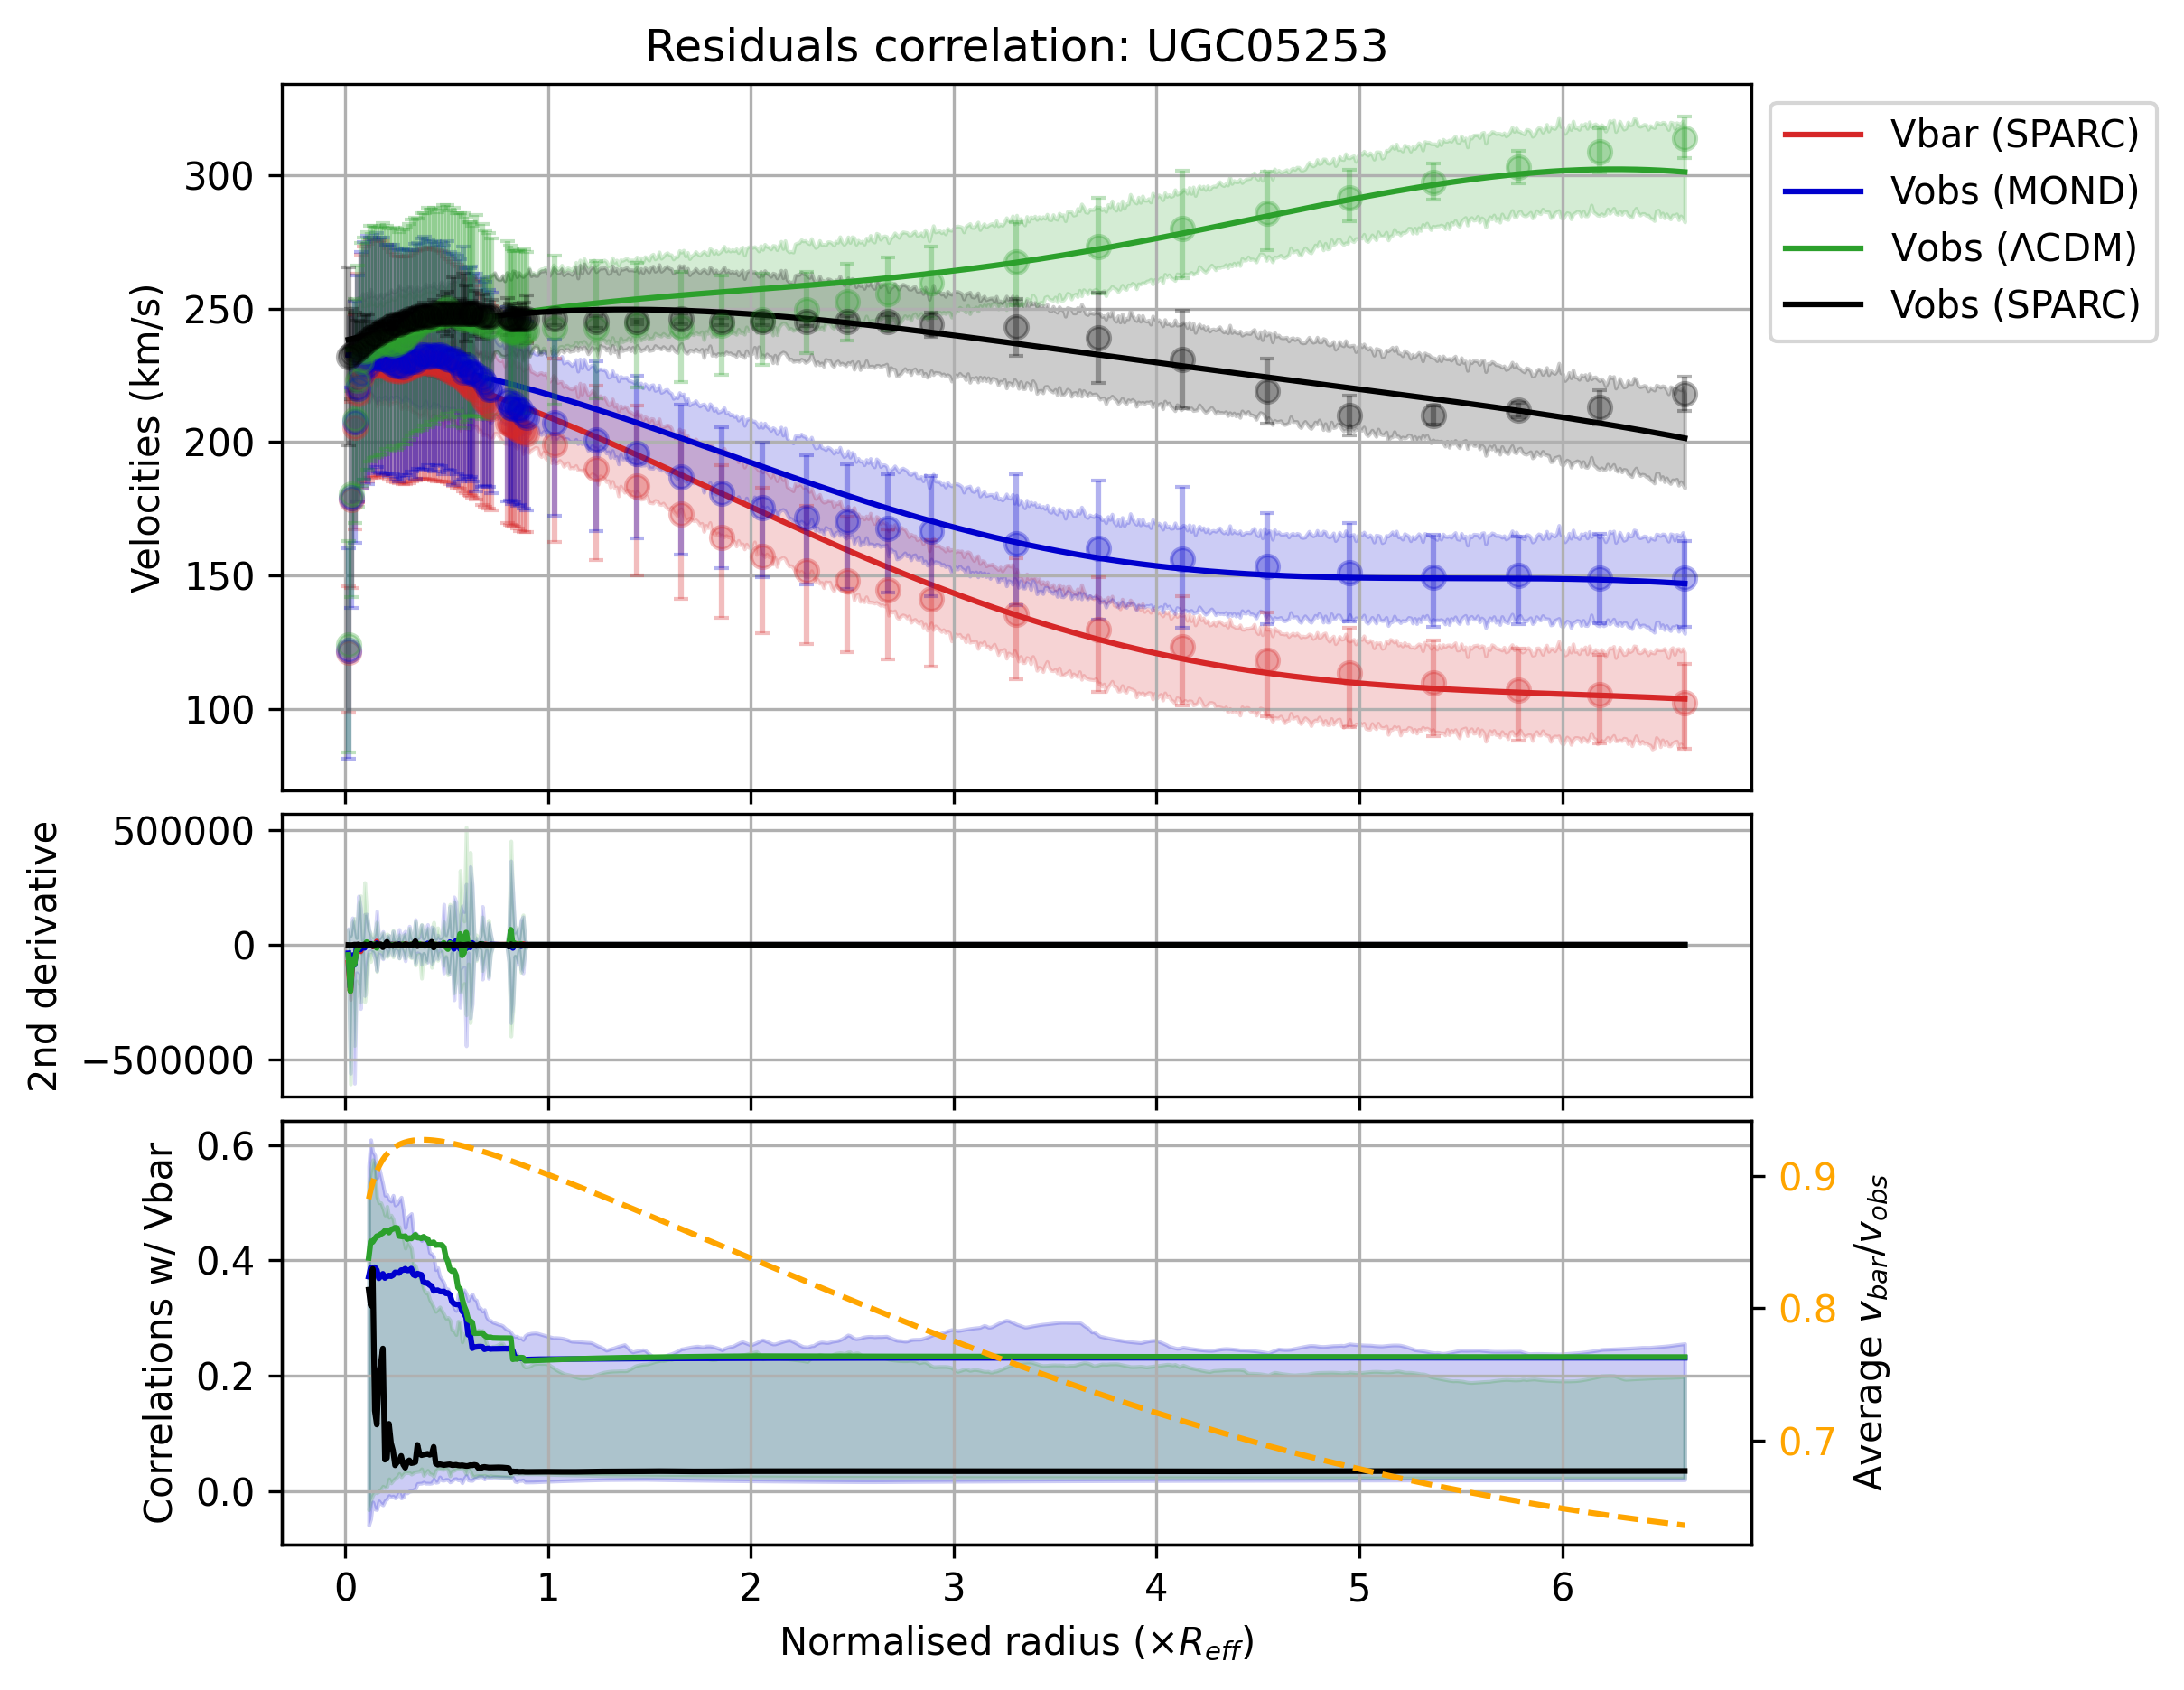 Residuals correlation: UGC05253
Velocities (km/s)
300
250
200
150
100
Vbar (SPARC)
Vobs (MOND)
Vobs (ΛCDM)
Vobs (SPARC)
2nd derivative
500000
0
−500000
Correlations w/ Vbar
0.6
0.4
0.2
0.0
0.9
0.8
0.7
Average v_bar/v_obs
0 1 2 3 4 5 6
Normalised radius (×R_eff)